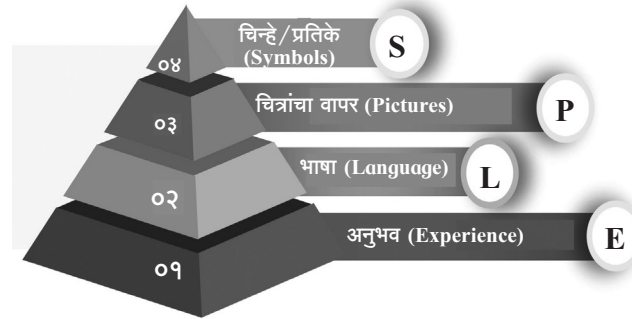 ०४
चिन्हे/प्रतिके
(Symbols)
S
०३
चित्रांचा वापर (Pictures)
P
०२
भाषा (Language)
L
०१
अनुभव (Experience)
E